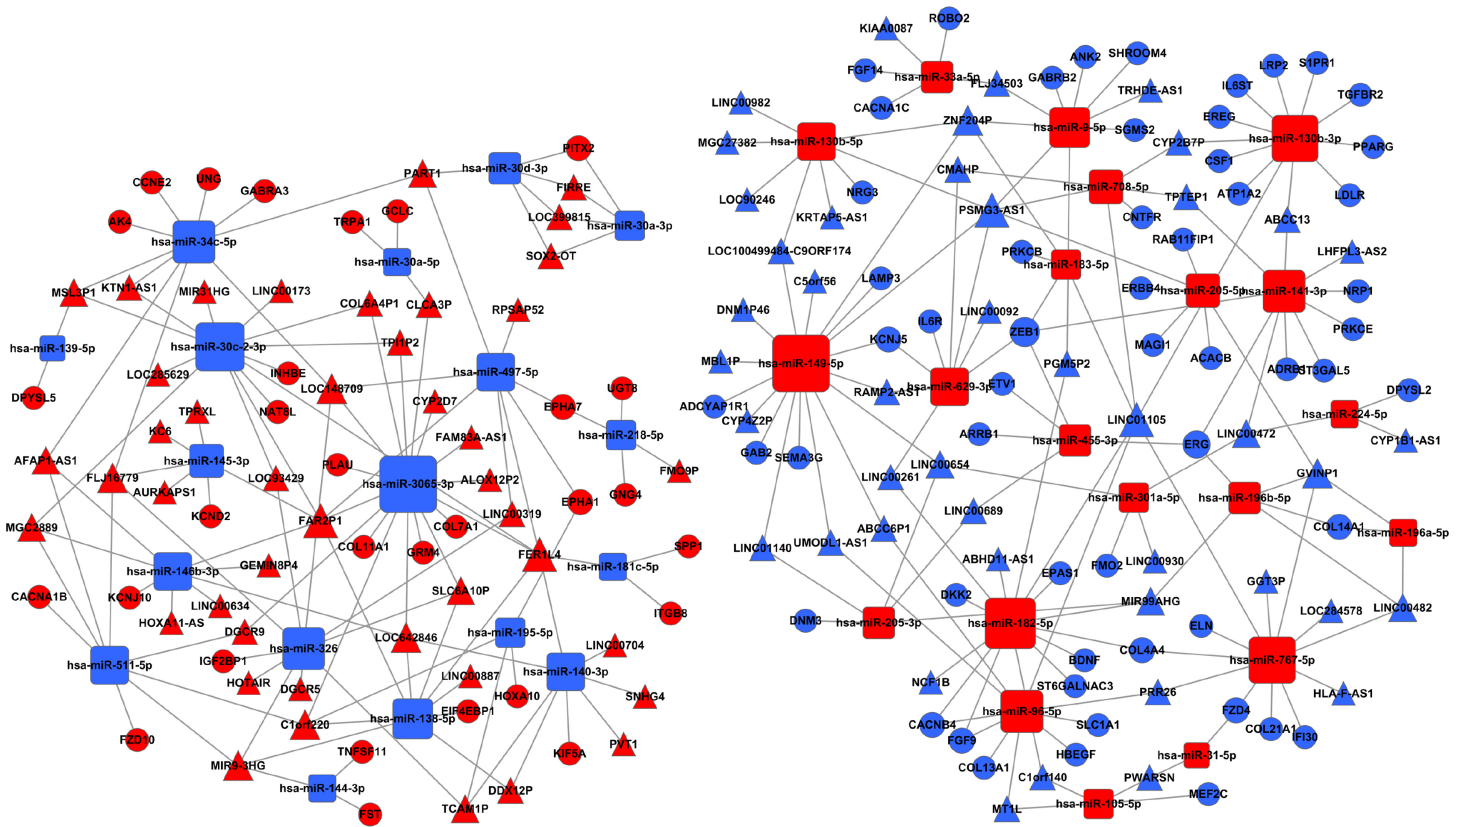 PITX2
PART1
hsa-miR-30d-3p
CCNE2
UNG
GABRA3
FIRRE
AK4
TRPA1
GCLC
LOC399815
hsa-miR-30a-3p
hsa-miR-34c-5p
SOX2-OT
hsa-miR-30a-5p
MSL3P1
KTN1-AS1
MIR31HG
LINC00173
COL6A4P1
CLCA3P
RPSAP52
hsa-miR-139-5p
hsa-miR-30c-2-3p
TPI1P2
LOC285629
INHBE
hsa-miR-497-5p
DPYSL5
LOC148709
UGT8
TPRXL
NAT8L
CYP2D7
EPHA7
KC6
FAM83A-AS1
hsa-miR-218-5p
AFAP1-AS1
hsa-miR-145-3p
PLAU
FLJ16779
LOC93429
hsa-miR-3065-3p
ALOX12P2
FMO9P
AURKAPS1
GNG4
EPHA1
KCND2
LINC00319
MGC2889
FAR2P1
COL7A1
COL11A1
GRM4
FER1L4
SPP1
hsa-miR-146b-3p
GEMIN8P4
hsa-miR-181c-5p
CACNA1B
KCNJ10
LINC00634
SLC6A10P
ITGB8
HOXA11-AS
DGCR9
LOC642846
hsa-miR-195-5p
LINC00704
hsa-miR-511-5p
IGF2BP1
hsa-miR-326
hsa-miR-140-3p
HOTAIR
DGCR5
LINC00887
HOXA10
SNHG4
C1orf220
EIF4EBP1
hsa-miR-138-5p
FZD10
TNFSF11
KIF5A
PVT1
MIR9-3HG
hsa-miR-144-3p
DDX12P
FST
TCAM1P
KIAA0087
ROBO2
FGF14
hsa-miR-33a-5p
FLJ34503
CACNA1C
GABRB2
ANK2
SHROOM4
TRHDE-AS1
LRP2
S1PR1
IL6ST
TGFBR2
LINC00982
ZNF204P
hsa-miR-9-5p
SGMS2
EREG
MGC27382
hsa-miR-130b-5p
CYP2B7P
hsa-miR-130b-3p
PPARG
CMAHP
CSF1
LOC90246
NRG3
hsa-miR-708-5p
ATP1A2
LDLR
KRTAP5-AS1
PSMG3-AS1
CNTFR
TPTEP1
ABCC13
LOC100499484-C9ORF174
PRKCB
hsa-miR-183-5p
RAB11FIP1
LHFPL3-AS2
C5orf56
LAMP3
ERBB4
hsa-miR-205-5p
hsa-miR-141-3p
NRP1
DNM1P46
IL6R
LINC00092
ZEB1
PRKCE
MBL1P
hsa-miR-149-5p
KCNJ5
PGM5P2
MAGI1
ACACB
ADRB1
ST3GAL5
RAMP2-AS1
hsa-miR-629-3p
ETV1
DPYSL2
ADCYAP1R1
CYP4Z2P
LINC01105
hsa-miR-224-5p
GAB2
SEMA3G
ARRB1
hsa-miR-455-3p
ERG
LINC00472
CYP1B1-AS1
LINC00261
LINC00654
GVINP1
hsa-miR-301a-5p
hsa-miR-196b-5p
LINC00689
COL14A1
hsa-miR-196a-5p
LINC01140
UMODL1-AS1
ABCC6P1
ABHD11-AS1
EPAS1
FMO2
LINC00930
GGT3P
DKK2
MIR99AHG
LOC284578
LINC00482
DNM3
hsa-miR-205-3p
hsa-miR-182-5p
ELN
COL4A4
BDNF
hsa-miR-767-5p
NCF1B
ST6GALNAC3
PRR26
HLA-F-AS1
CACNB4
hsa-miR-96-5p
SLC1A1
FZD4
FGF9
HBEGF
COL21A1
IFI30
COL13A1
C1orf140
PWARSN
hsa-miR-31-5p
MT1L
hsa-miR-105-5p
MEF2C